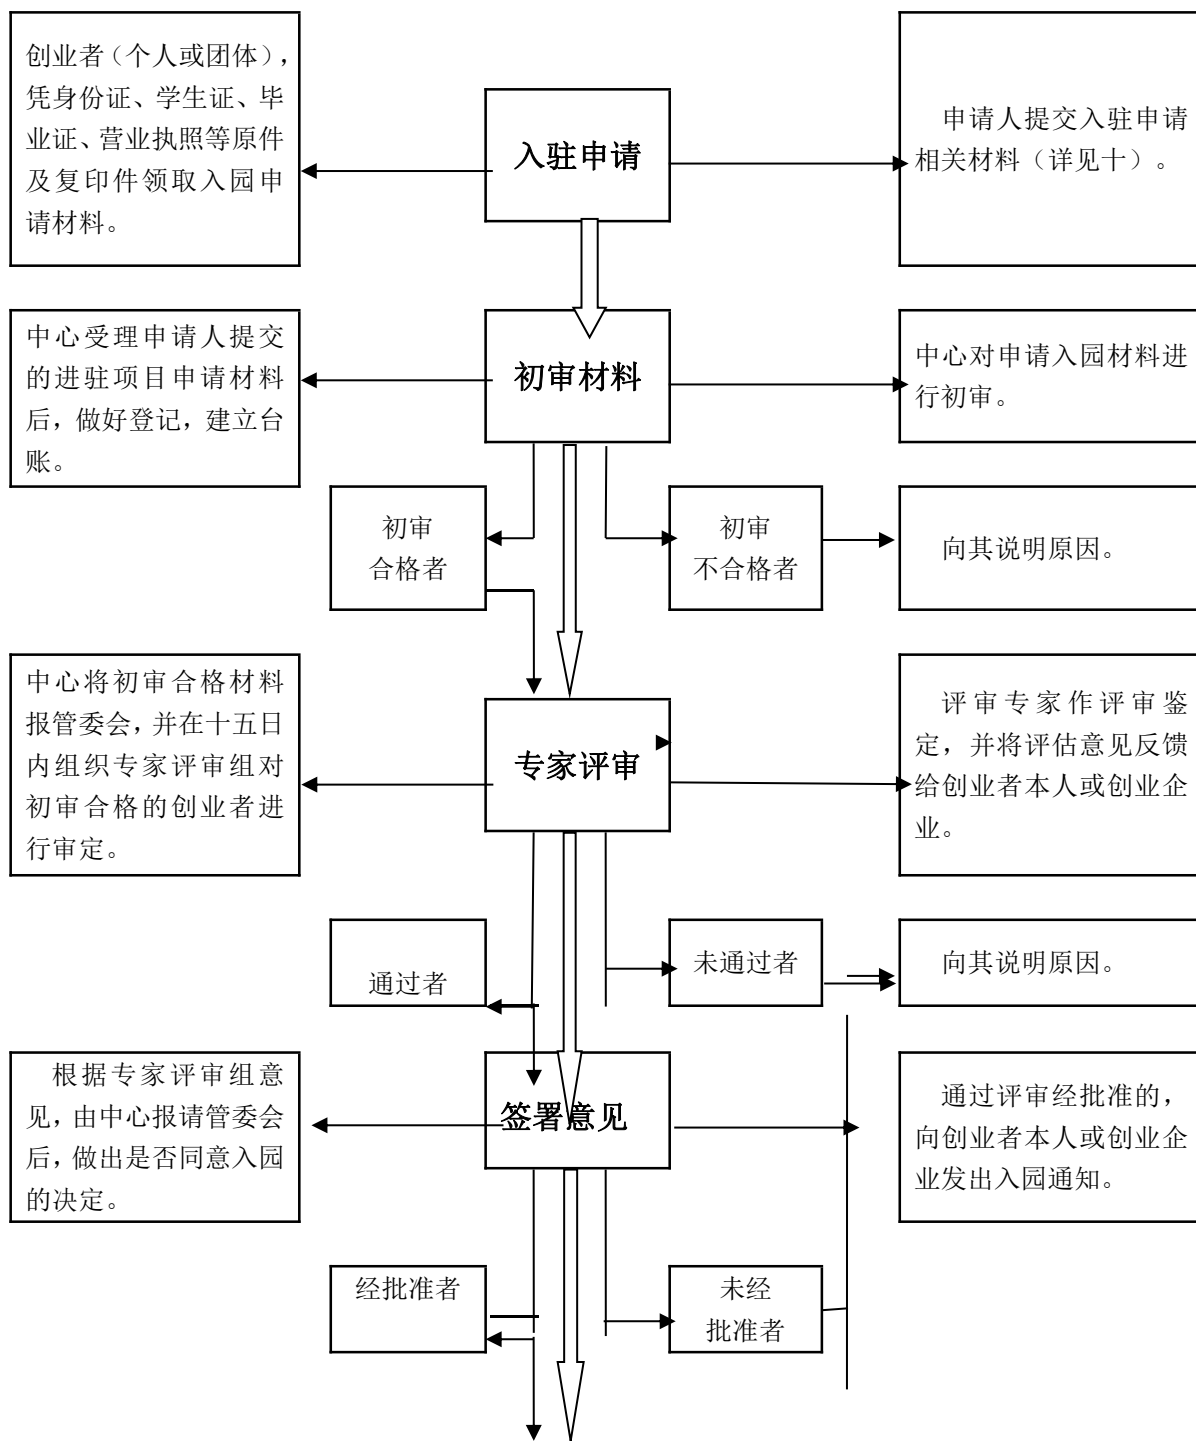 创业者（个人或团体），
凭身份证、学生证、毕
业证、营业执照等原件
及复印件领取入园申
请材料。
入驻申请
申请人提交入驻申请
相关材料（详见十）。
中心受理申请人提交
的进驻项目申请材料
后，做好登记，建立台
账。
初审材料
中心对申请入园材料进
行初审。
初审
合格者
初审
不合格者
向其说明原因。
中心将初审合格材料
报管委会，并在十五日
内组织专家评审组对
初审合格的创业者进
行审定。
专家评审
评审专家作评审鉴
定，并将评估意见反馈
给创业者本人或创业企
业。
通过者
未通过者
向其说明原因。
根据专家评审组意
见，由中心报请管委会
后，做出是否同意入园
的决定。
签署意见
通过评审经批准的，
向创业者本人或创业企
业发出入园通知。
经批准者
未经
批准者